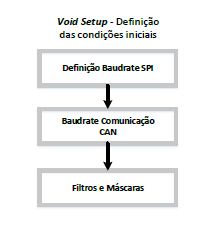 Void Setup - Definição
das condições iniciais
Definição Baudrate SPI
Baudrate Comunicação
CAN
Filtros e Máscaras